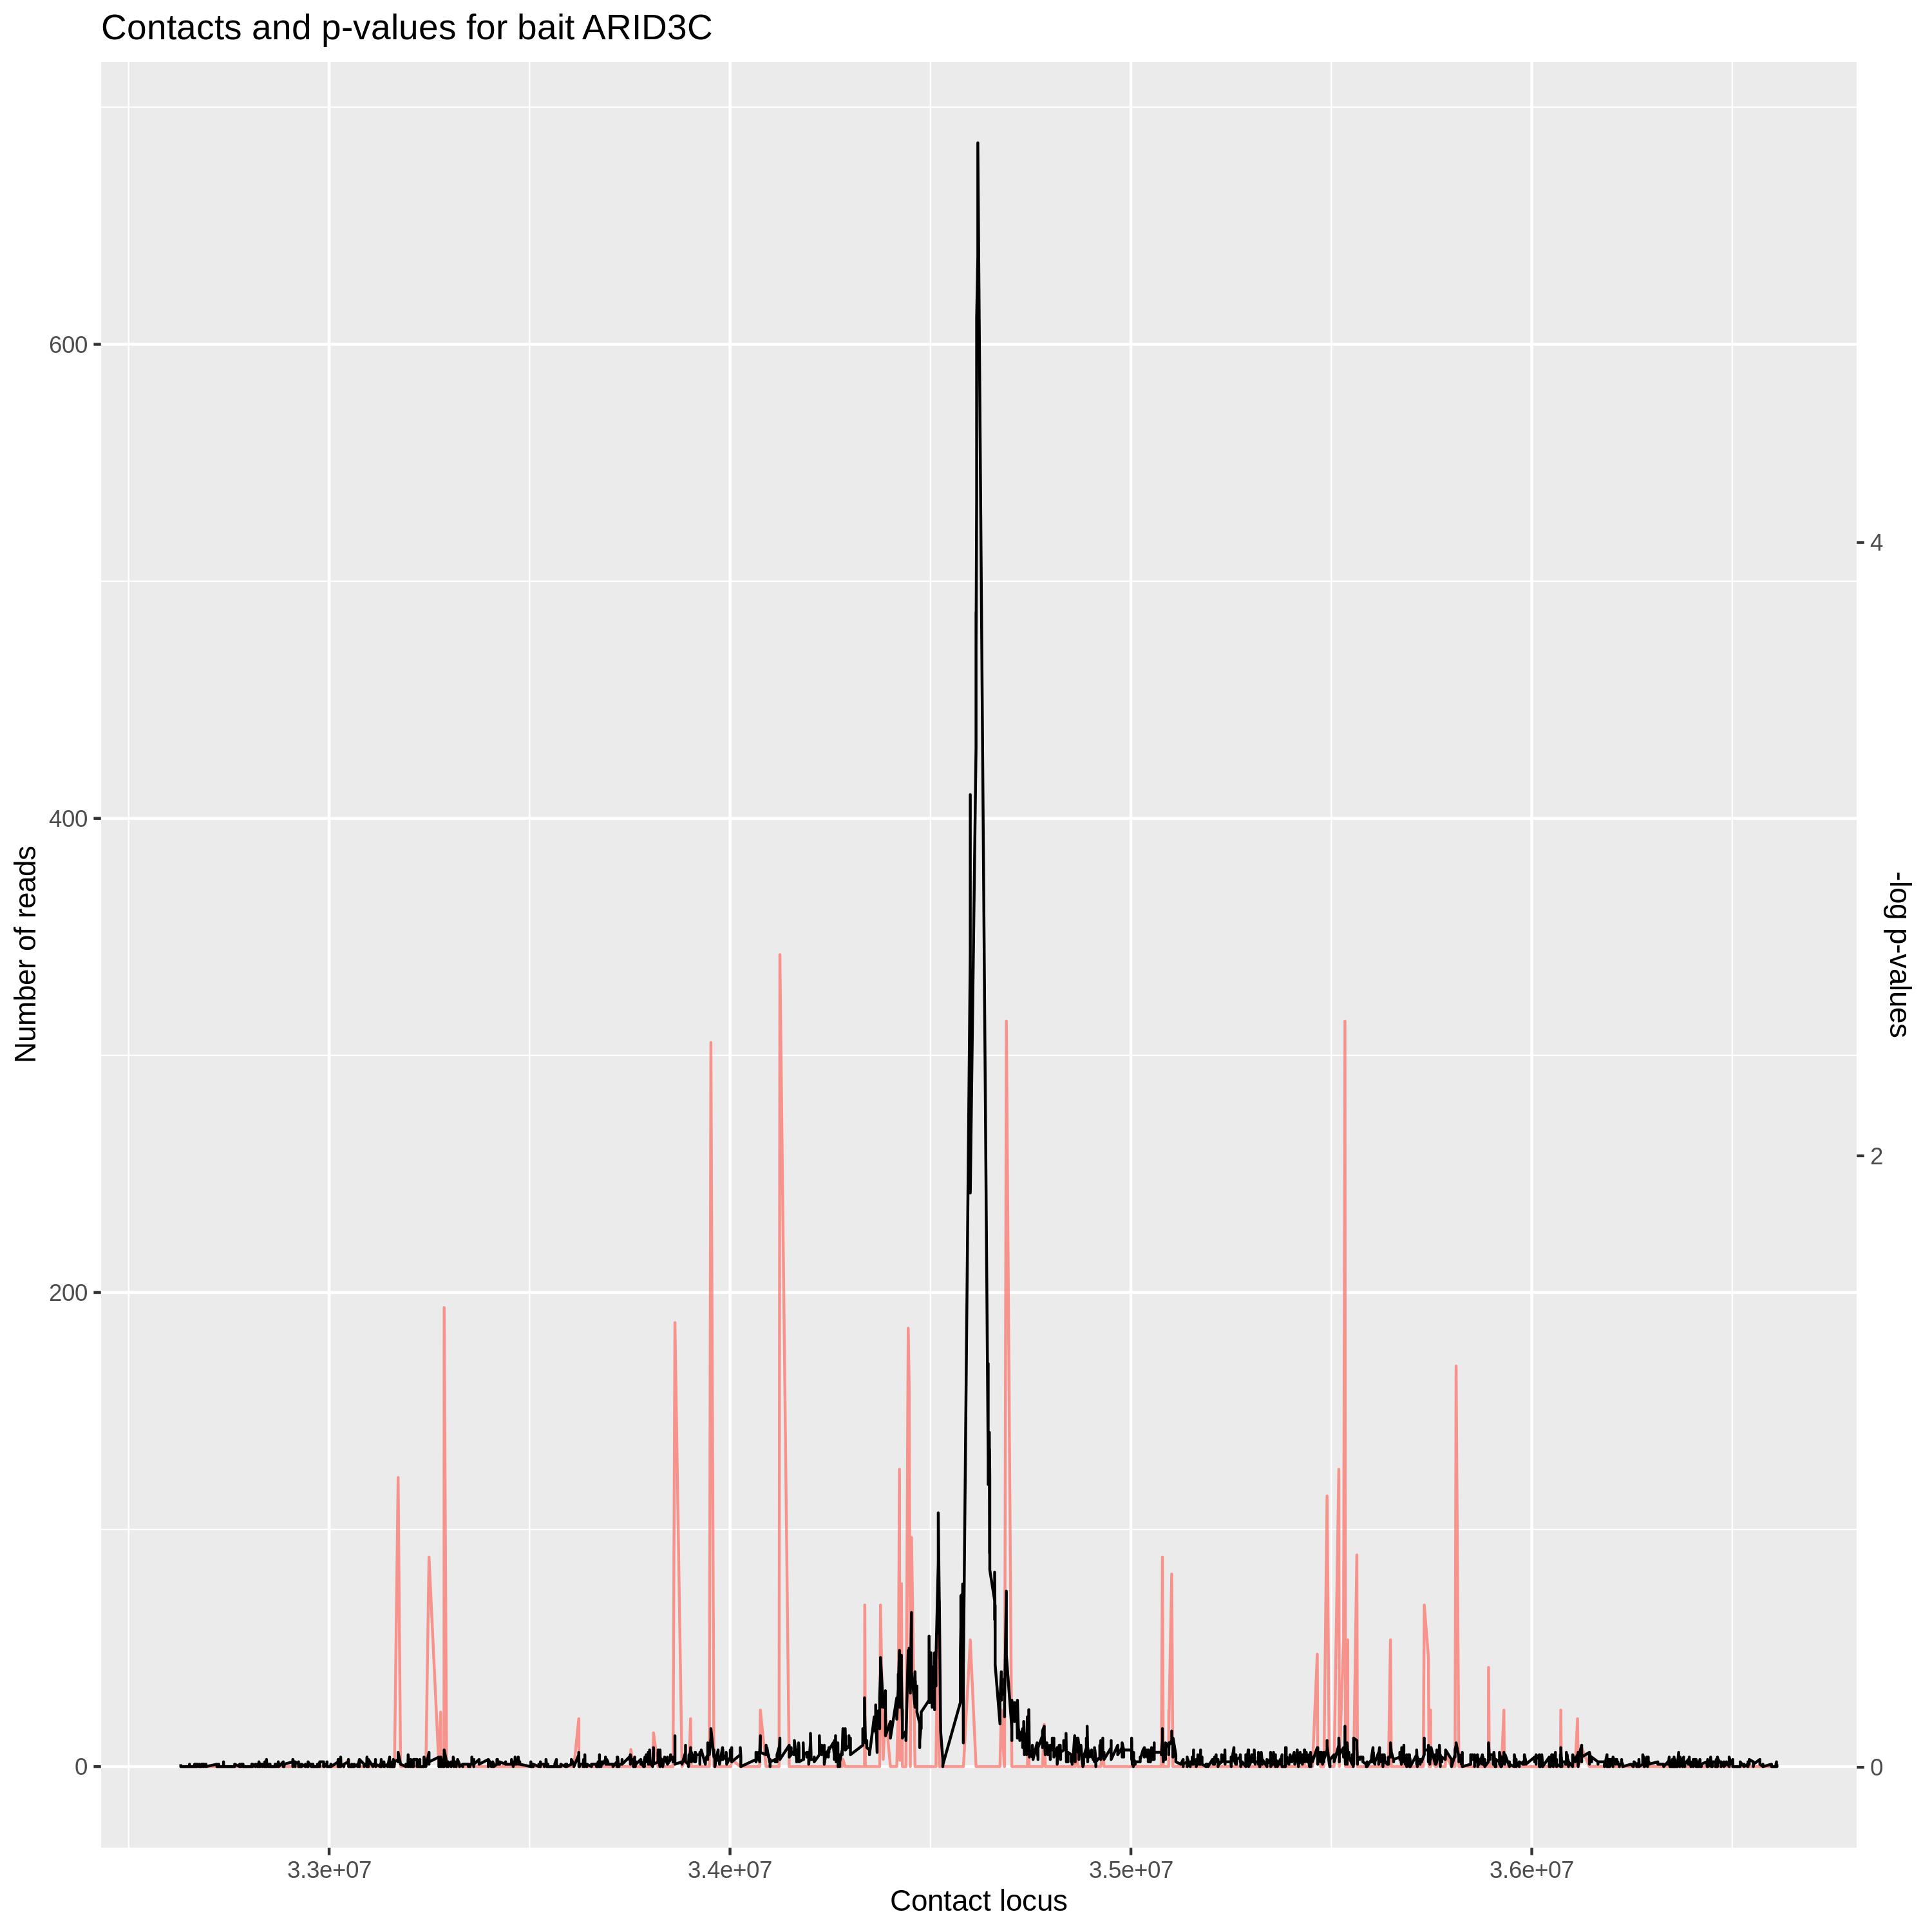 Contacts and p-values for bait ARID3C
Number of reads
600
400
200
0
4
2
0
-log p-values
3.3e+07
3.4e+07
3.5e+07
3.6e+07
Contact locus